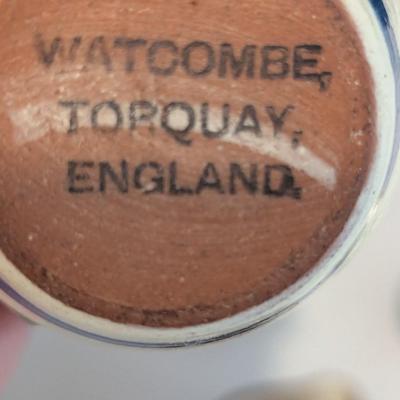 WATCOMBE,
TORQUAY,
ENGLAND.